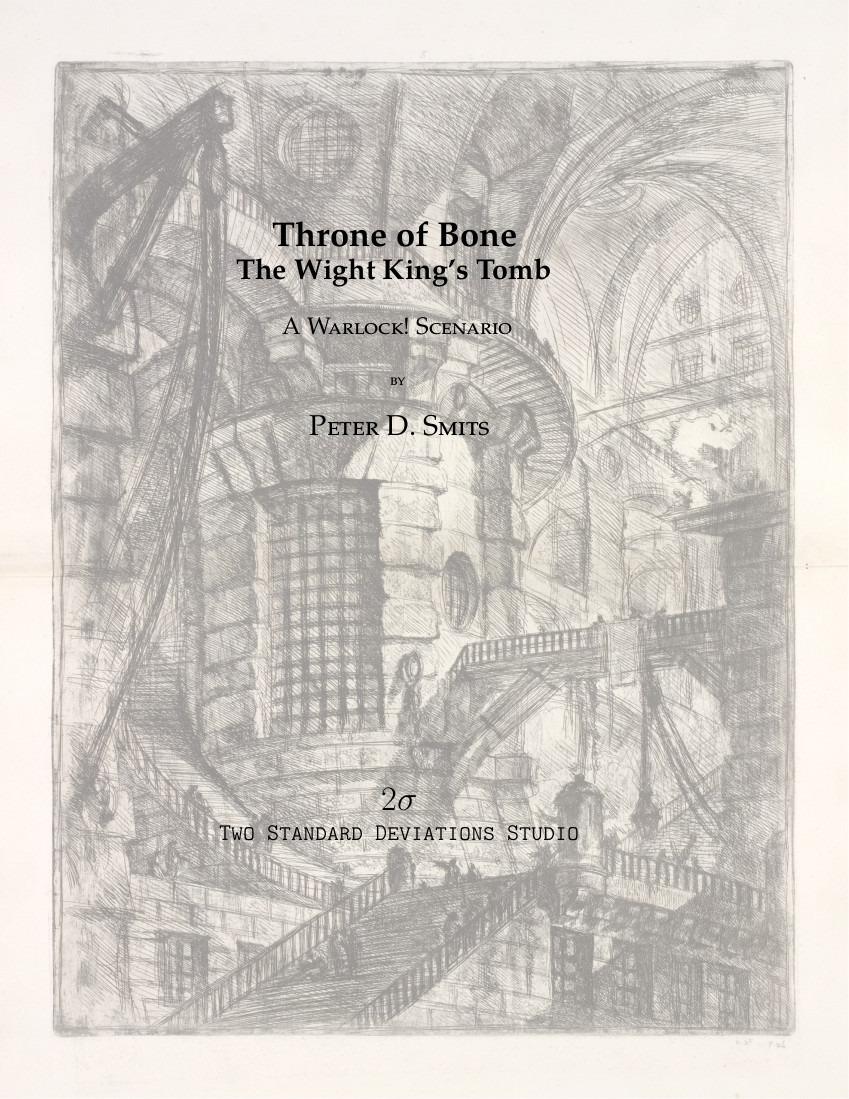 Throne of Bone
The Wight King's Tomb
A Warlock! Scenario
by
Peter D. Smits
2σ
Two Standard Deviations Studio